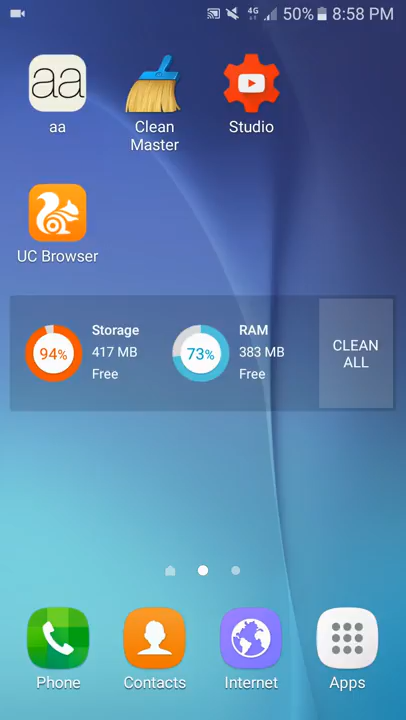 4G 50% 8:58 PM
aa
aa
Clean Master
Studio
UC Browser
94%
Storage
417 MB
Free
73%
RAM
383 MB
Free
CLEAN
ALL
Phone
Contacts
Internet
Apps